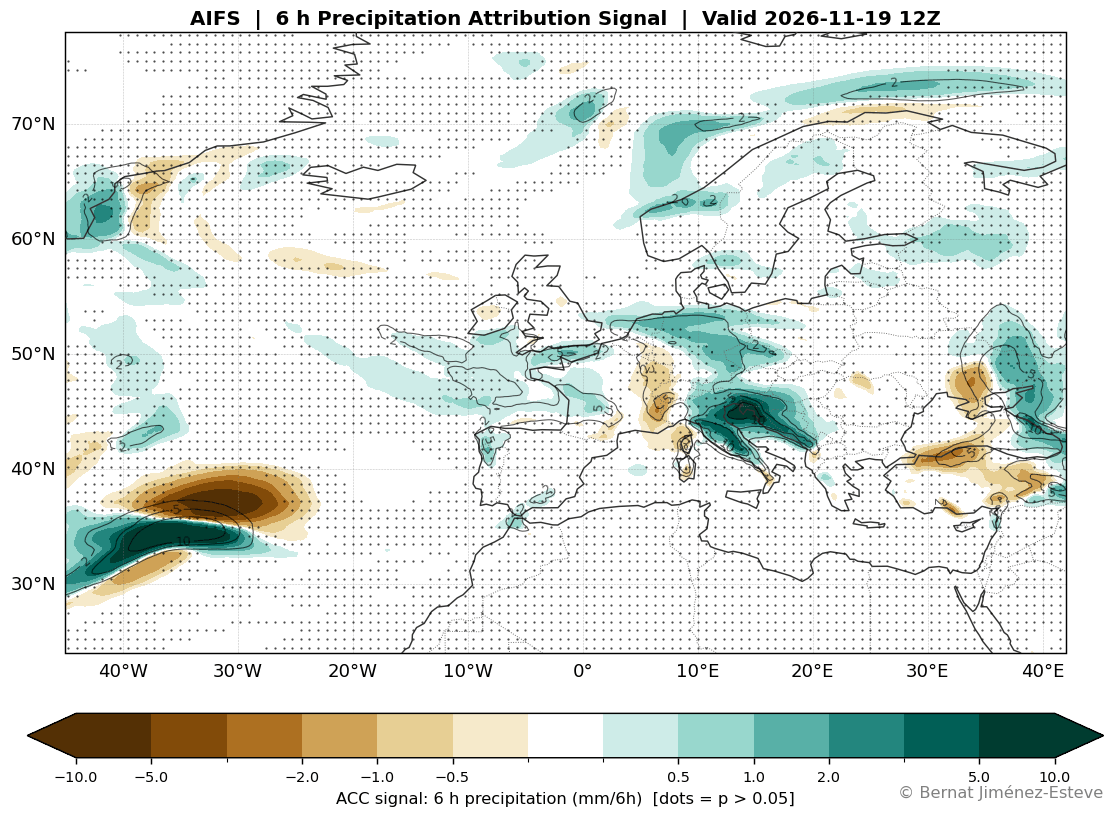 AIFS | 6 h Precipitation Attribution Signal | Valid 2026-11-19 12Z
70°N
60°N
50°N
40°N
30°N
40°W 30°W 20°W 10°W 0° 10°E 20°E 30°E 40°E
−10.0 −5.0 −2.0 −1.0 −0.5 0.5 1.0 2.0 5.0 10.0
ACC signal: 6 h precipitation (mm/6h) [dots = p > 0.05]
© Bernat Jiménez-Esteve